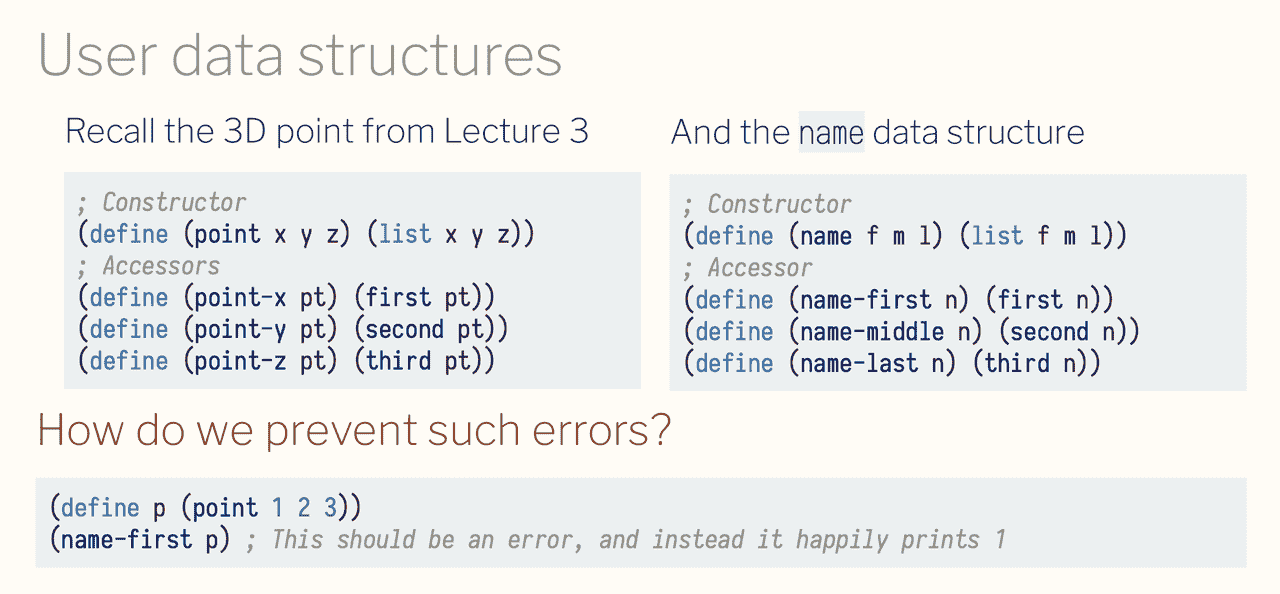 User data structures
Recall the 3D point from Lecture 3
; Constructor
(define (point x y z) (list x y z))
; Accessors
(define (point-x pt) (first pt))
(define (point-y pt) (second pt))
(define (point-z pt) (third pt))
And the name data structure
; Constructor
(define (name f m l) (list f m l))
; Accessor
(define (name-first n) (first n))
(define (name-middle n) (second n))
(define (name-last n) (third n))
How do we prevent such errors?
(define p (point 1 2 3))
(name-first p) ; This should be an error, and instead it happily prints 1